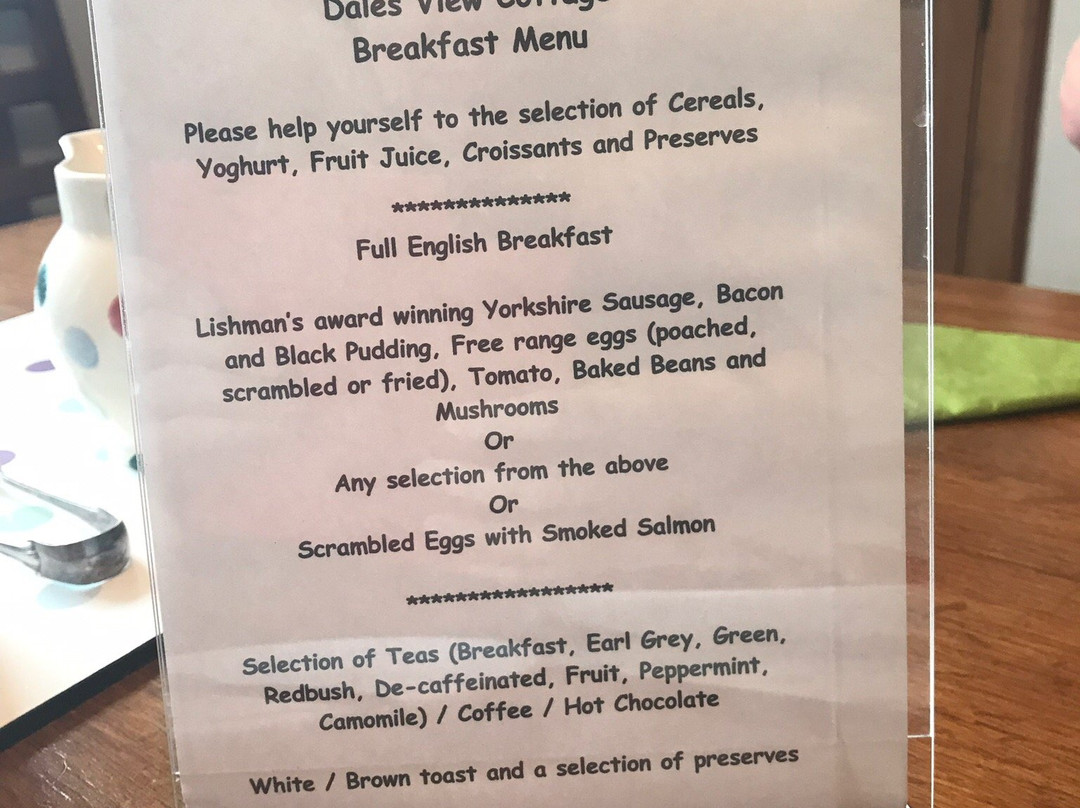 Dales View Cottage
Breakfast Menu
Please help yourself to the selection of Cereals,
Yoghurt, Fruit Juice, Croissants and Preserves
**************
Full English Breakfast
Lishman's award winning Yorkshire Sausage, Bacon
and Black Pudding, Free range eggs (poached,
scrambled or fried), Tomato, Baked Beans and
Mushrooms
Or
Any selection from the above
Or
Scrambled Eggs with Smoked Salmon
*****************
Selection of Teas (Breakfast, Earl Grey, Green,
Redbush, De-caffeinated, Fruit, Peppermint,
Camomile) / Coffee / Hot Chocolate
White / Brown toast and a selection of preserves